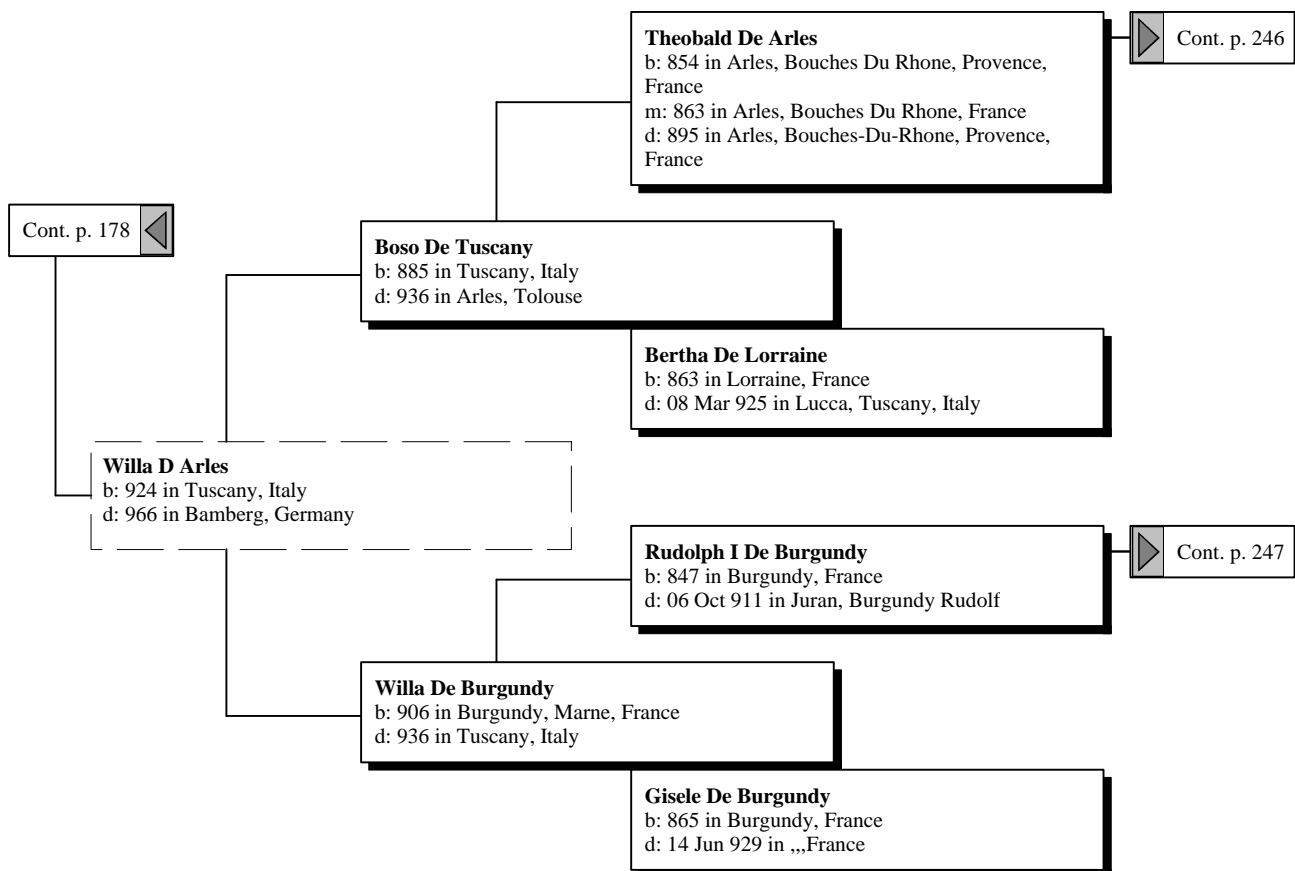 Theobald De Arles
b: 854 in Arles, Bouches Du Rhone, Provence,
France
m: 863 in Arles, Bouches Du Rhone, France
d: 895 in Arles, Bouches-Du-Rhone, Provence,
France
Cont. p. 246
Cont. p. 178
Boso De Tuscany
b: 885 in Tuscany, Italy
d: 936 in Arles, Tolouse
Bertha De Lorraine
b: 863 in Lorraine, France
d: 08 Mar 925 in Lucca, Tuscany, Italy
Willa D Arles
b: 924 in Tuscany, Italy
d: 966 in Bamberg, Germany
Rudolph I De Burgundy
b: 847 in Burgundy, France
d: 06 Oct 911 in Juran, Burgundy Rudolf
Cont. p. 247
Willa De Burgundy
b: 906 in Burgundy, Marne, France
d: 936 in Tuscany, Italy
Gisele De Burgundy
b: 865 in Burgundy, France
d: 14 Jun 929 in ,,,France